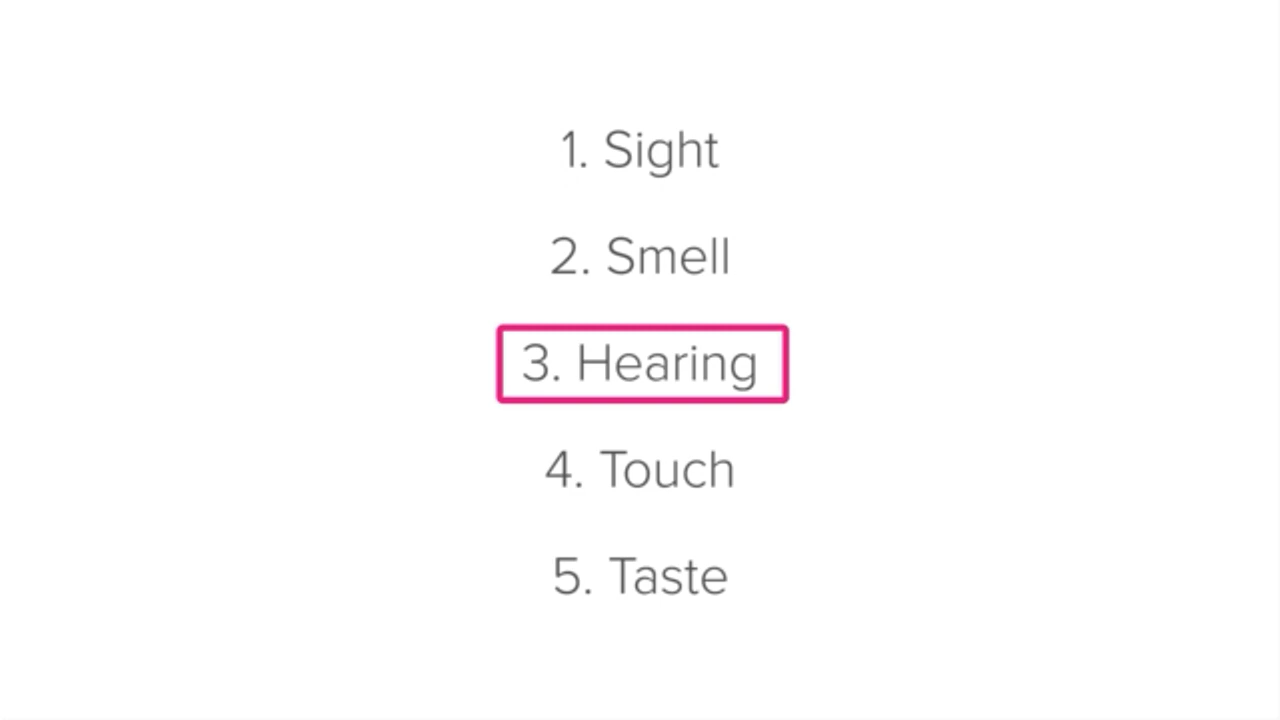 1. Sight
2. Smell
3. Hearing
4. Touch
5. Taste